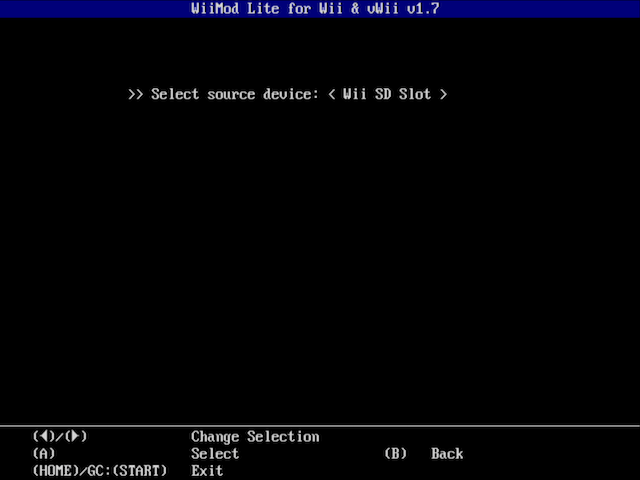 WiiMod Lite for Wii & vWii v1.7
>> Select source device: < Wii SD Slot >
(◀)/(▶) Change Selection
(A) Select (B) Back
(HOME)/GC:(START) Exit